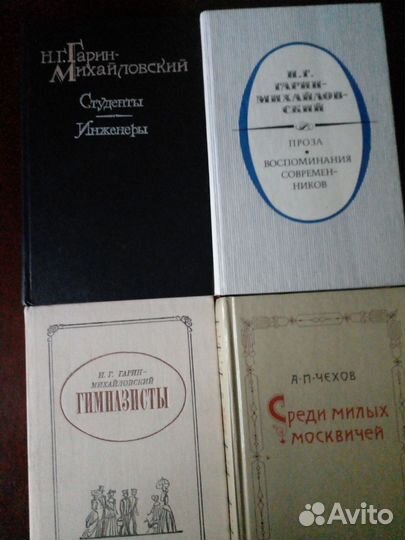 Н.Г. Гарин-
Михайловский
Студенты
Инженеры
Н. Г.
ГАРИН-
МИХАЙЛОВ-
СКИЙ
ПРОЗА
•
ВОСПОМИНАНИЯ
СОВРЕМЕН-
НИКОВ
Н. Г. ГАРИН-
МИХАЙЛОВСКИЙ
ГИМНАЗИСТЫ
А·П·ЧЕХОВ
Среди милых
москвичей
Avito